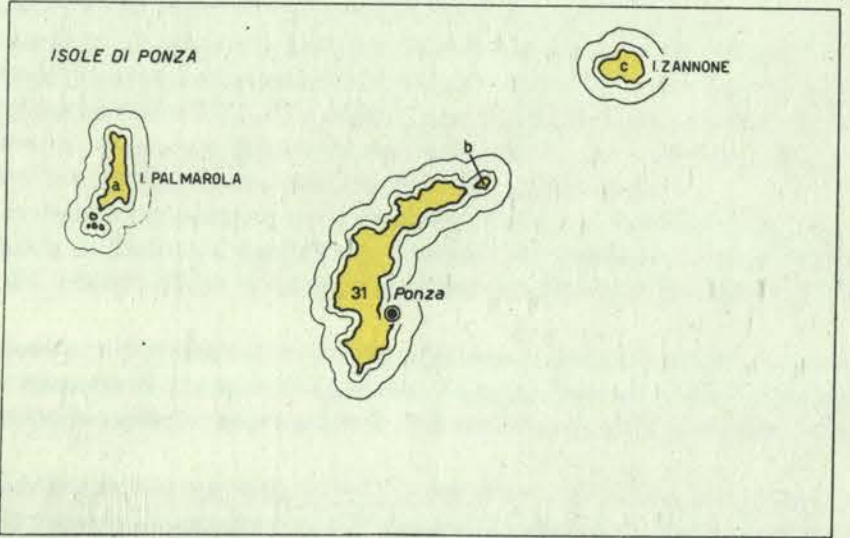 ISOLE DI PONZA
c I. ZANNONE
b
a I. PALMAROLA
31 Ponza